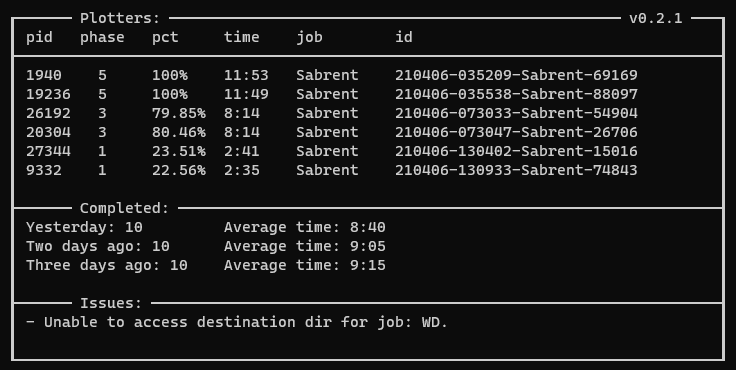 Plotters: v0.2.1
pid phase pct time job id
1940 5 100% 11:53 Sabrent 210406-035209-Sabrent-69169
19236 5 100% 11:49 Sabrent 210406-035538-Sabrent-88097
26192 3 79.85% 8:14 Sabrent 210406-073033-Sabrent-54904
20304 3 80.46% 8:14 Sabrent 210406-073047-Sabrent-26706
27344 1 23.51% 2:41 Sabrent 210406-130402-Sabrent-15016
9332 1 22.56% 2:35 Sabrent 210406-130933-Sabrent-74843
Completed:
Yesterday: 10 Average time: 8:40
Two days ago: 10 Average time: 9:05
Three days ago: 10 Average time: 9:15
Issues:
- Unable to access destination dir for job: WD.